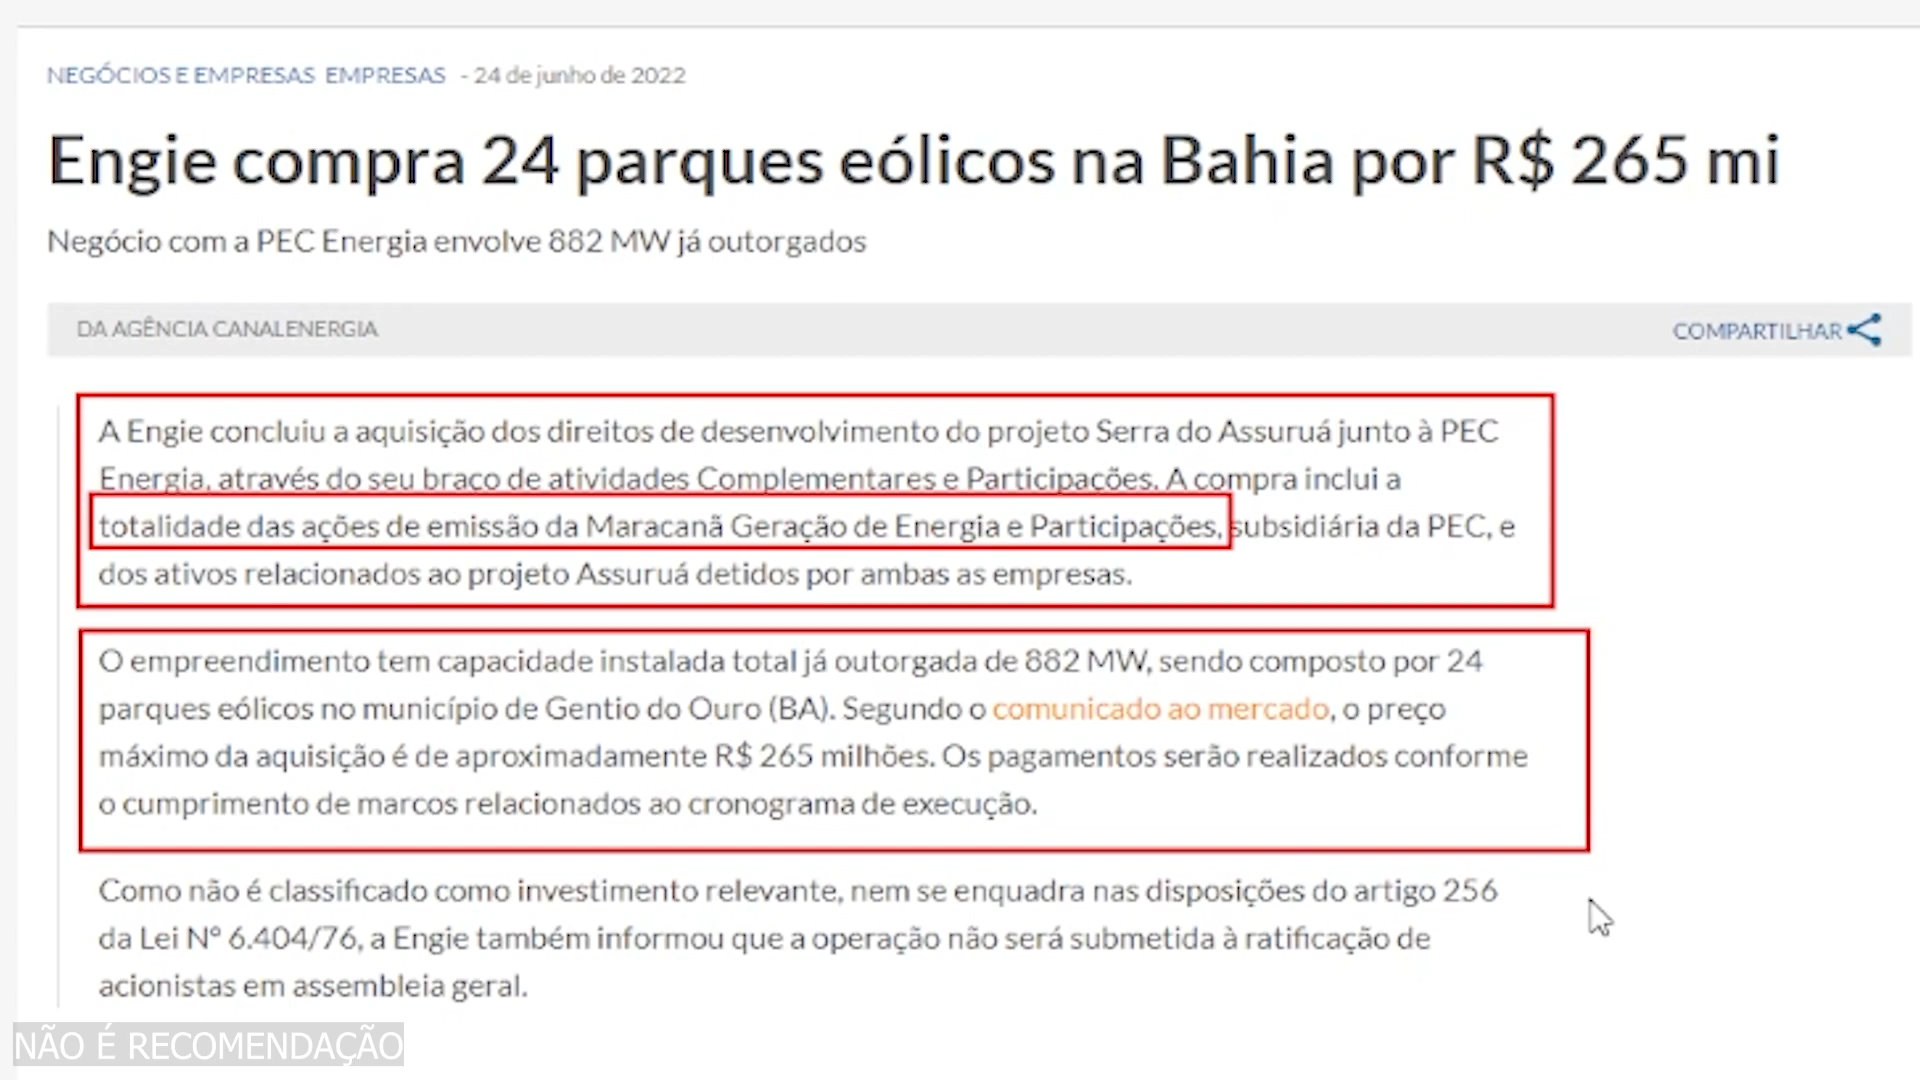 NEGÓCIOS E EMPRESAS EMPRESAS - 24 de junho de 2022
Engie compra 24 parques eólicos na Bahia por R$ 265 mi
Negócio com a PEC Energia envolve 882 MW já outorgados
DA AGÊNCIA CANALENERGIA COMPARTILHAR
A Engie concluiu a aquisição dos direitos de desenvolvimento do projeto Serra do Assuruá junto à PEC
Energia, através do seu braço de atividades Complementares e Participações. A compra inclui a
totalidade das ações de emissão da Maracanã Geração de Energia e Participações, subsidiária da PEC, e
dos ativos relacionados ao projeto Assuruá detidos por ambas as empresas.
O empreendimento tem capacidade instalada total já outorgada de 882 MW, sendo composto por 24
parques eólicos no município de Gentio do Ouro (BA). Segundo o comunicado ao mercado, o preço
máximo da aquisição é de aproximadamente R$ 265 milhões. Os pagamentos serão realizados conforme
o cumprimento de marcos relacionados ao cronograma de execução.
Como não é classificado como investimento relevante, nem se enquadra nas disposições do artigo 256
da Lei Nº 6.404/76, a Engie também informou que a operação não será submetida à ratificação de
acionistas em assembleia geral.
NÃO É RECOMENDAÇÃO